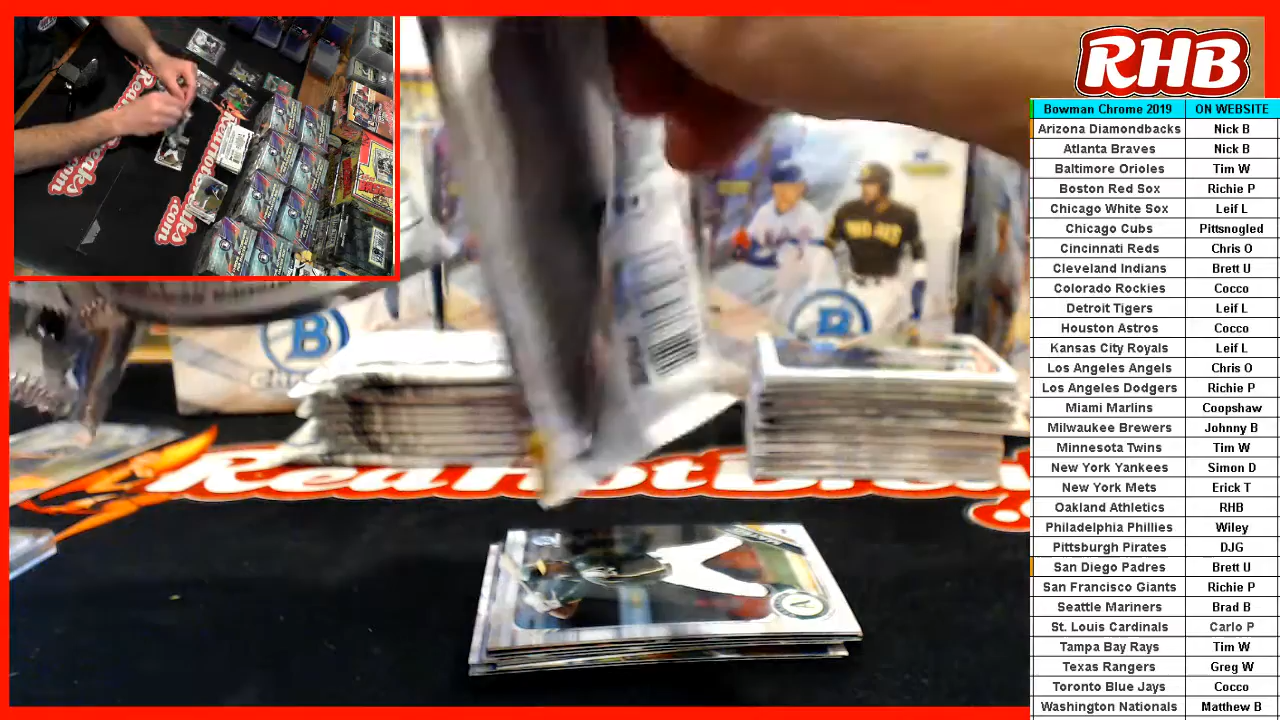 RHB
Bowman Chrome 2019 ON WEBSITE
Arizona Diamondbacks Nick B
Atlanta Braves Nick B
Baltimore Orioles Tim W
Boston Red Sox Richie P
Chicago White Sox Leif L
Chicago Cubs Pittsnogled
Cincinnati Reds Chris O
Cleveland Indians Brett U
Colorado Rockies Cocco
Detroit Tigers Leif L
Houston Astros Cocco
Kansas City Royals Leif L
Los Angeles Angels Chris O
Los Angeles Dodgers Richie P
Miami Marlins Coopshaw
Milwaukee Brewers Johnny B
Minnesota Twins Tim W
New York Yankees Simon D
New York Mets Erick T
Oakland Athletics RHB
Philadelphia Phillies Wiley
Pittsburgh Pirates DJG
San Diego Padres Brett U
San Francisco Giants Richie P
Seattle Mariners Brad B
St. Louis Cardinals Carlo P
Tampa Bay Rays Tim W
Texas Rangers Greg W
Toronto Blue Jays Cocco
Washington Nationals Matthew B
B